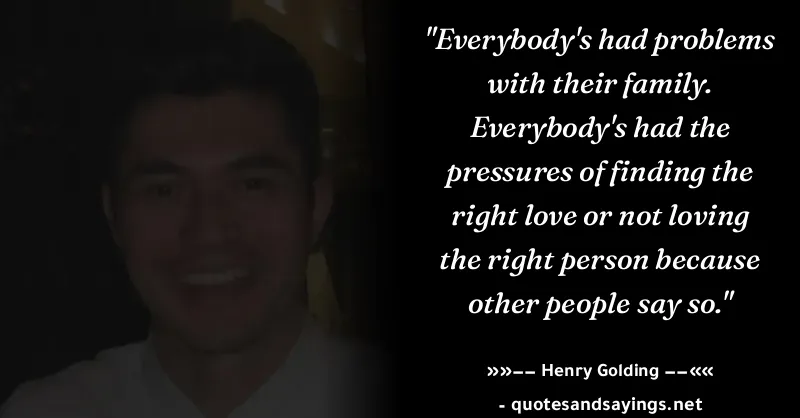 "Everybody's had problems
with their family.
Everybody's had the
pressures of finding the
right love or not loving
the right person because
other people say so."
»»−− Henry Golding −−««
- quotesandsayings.net